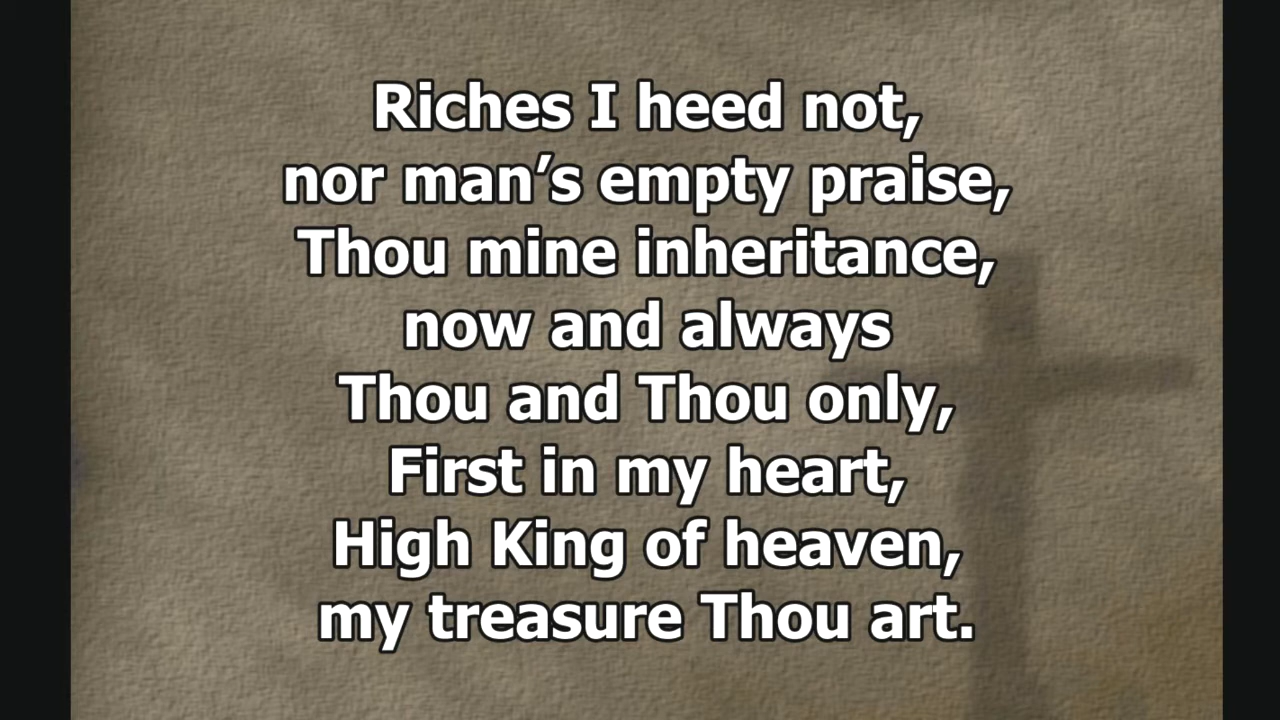 Riches I heed not,
nor man’s empty praise,
Thou mine inheritance,
now and always
Thou and Thou only,
First in my heart,
High King of heaven,
my treasure Thou art.